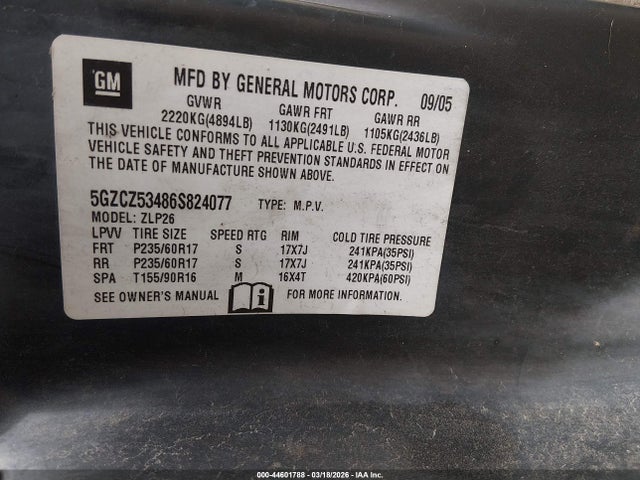 GM
MFD BY GENERAL MOTORS CORP. 09/05
GVWR GAWR FRT GAWR RR
2220KG(4894LB) 1130KG(2491LB) 1105KG(2436LB)
THIS VEHICLE CONFORMS TO ALL APPLICABLE U.S. FEDERAL MOTOR
VEHICLE SAFETY AND THEFT PREVENTION STANDARDS IN EFFECT ON
THE DATE OF MANUFACTURE SHOWN ABOVE.
5GZCZ53486S824077 TYPE: M.P.V.
MODEL: ZLP26
LPVV TIRE SIZE SPEED RTG RIM COLD TIRE PRESSURE
FRT P235/60R17 S 17X7J 241KPA(35PSI)
RR P235/60R17 S 17X7J 241KPA(35PSI)
SPA T155/90R16 M 16X4T 420KPA(60PSI)
SEE OWNER'S MANUAL FOR MORE INFORMATION.
000-44601788 - 03/18/2026 - IAA Inc.